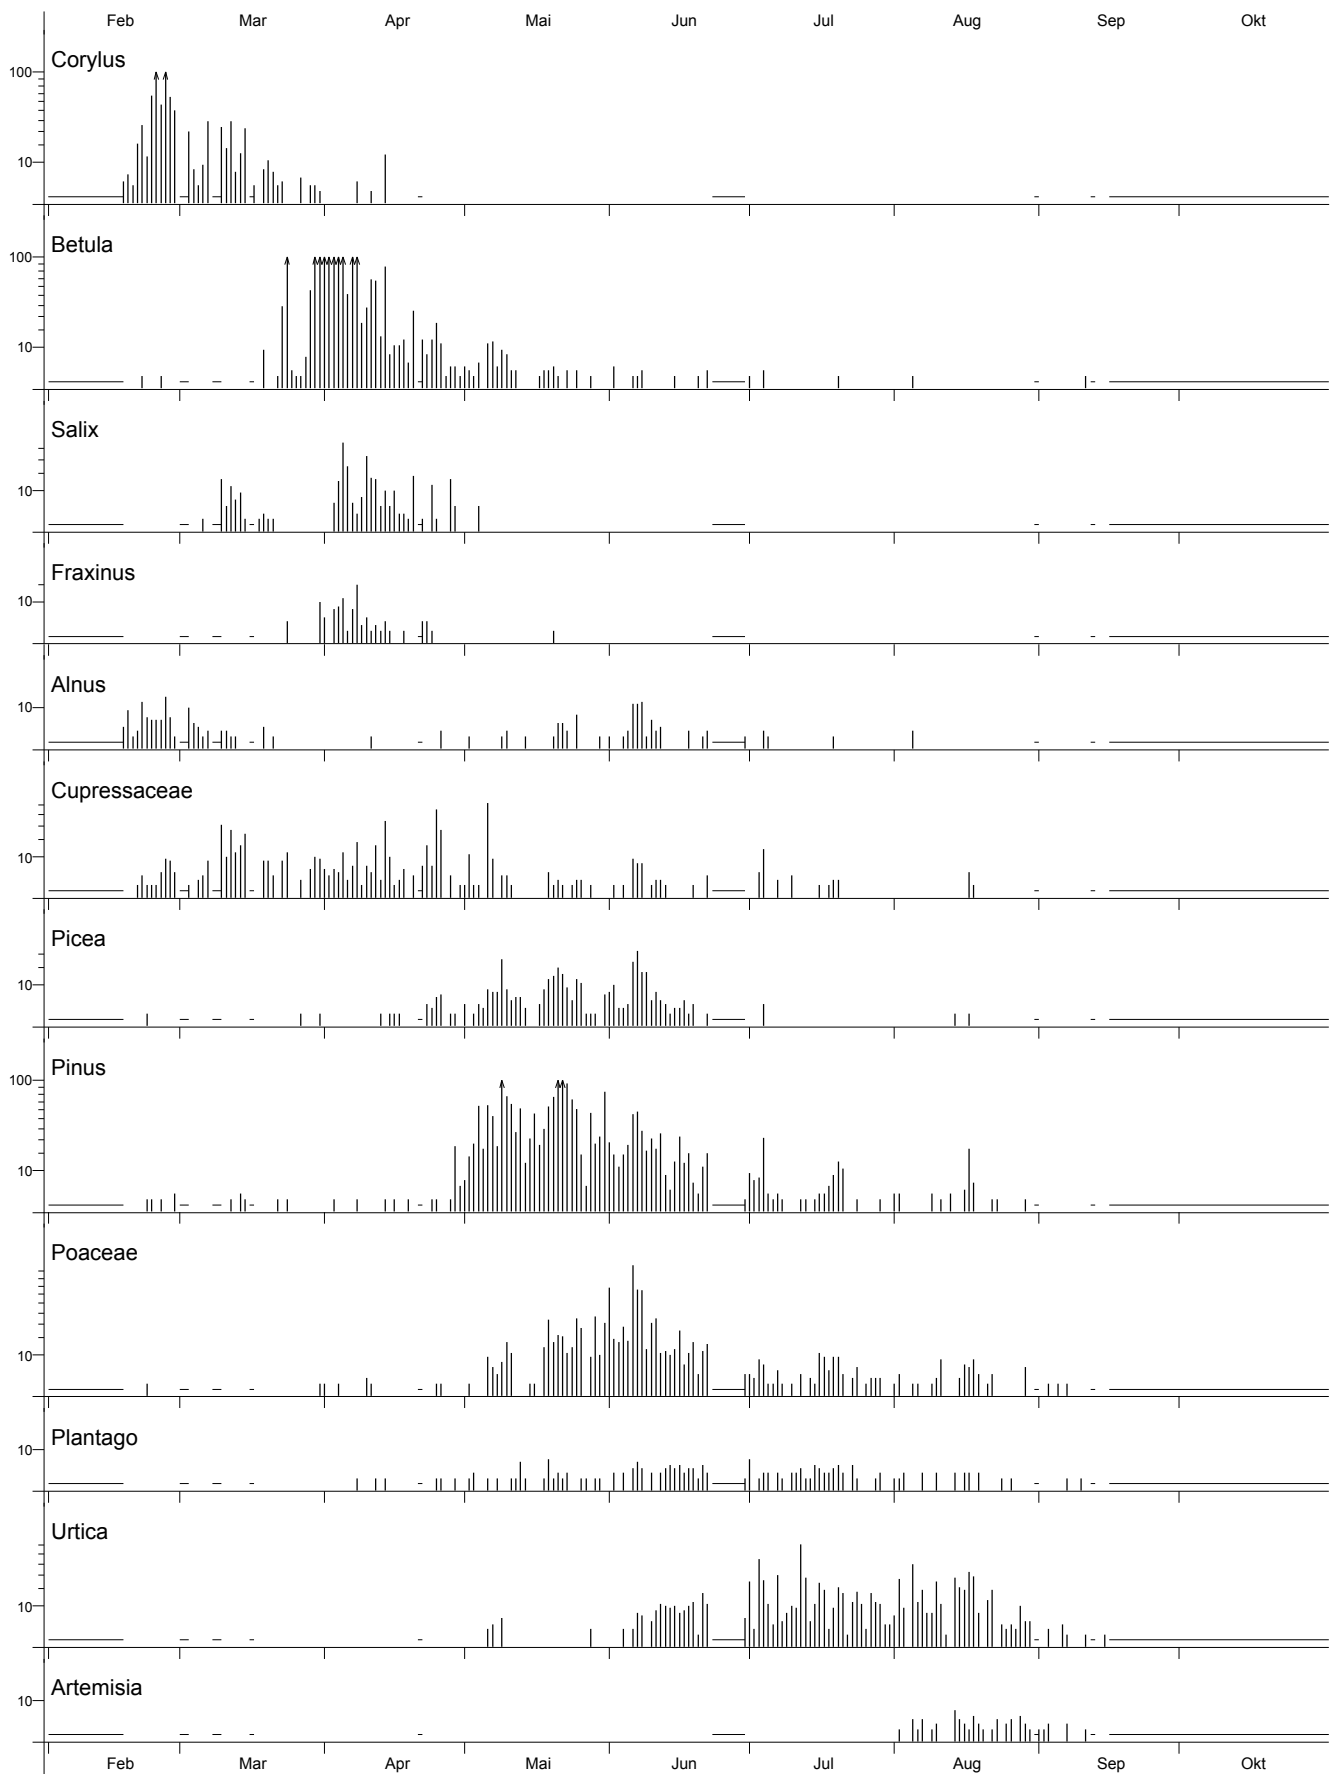 Feb Mar Apr Mai Jun Jul Aug Sep Okt
Corylus
100
10
Betula
100
10
Salix
10
Fraxinus
10
Alnus
10
Cupressaceae
10
Picea
10
Pinus
100
10
Poaceae
10
Plantago
10
Urtica
10
Artemisia
10
Feb Mar Apr Mai Jun Jul Aug Sep Okt